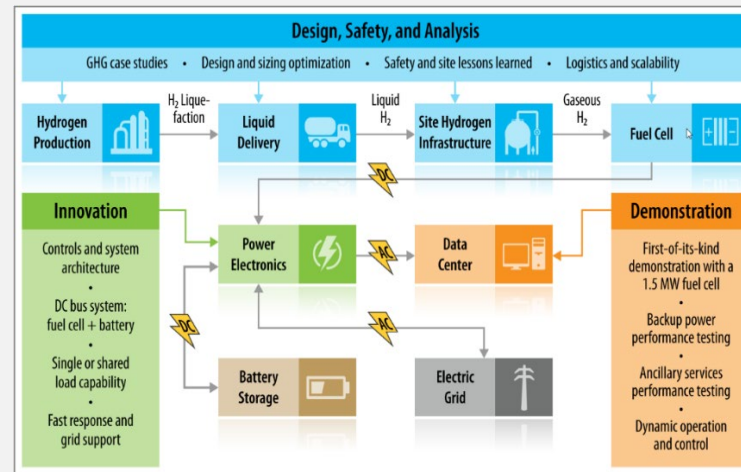 Design, Safety, and Analysis
GHG case studies • Design and sizing optimization • Safety and site lessons learned • Logistics and scalability
Hydrogen
Production
H₂ Lique-
faction
Liquid
Delivery
Liquid
H₂
Site Hydrogen
Infrastructure
Gaseous
H₂
Fuel Cell
DC
Innovation
Controls and system
architecture
•
DC bus system:
fuel cell + battery
•
Single or shared
load capability
•
Fast response and
grid support
Power
Electronics
AC
Data
Center
DC
AC
Battery
Storage
Electric
Grid
Demonstration
First-of-its-kind
demonstration with a
1.5 MW fuel cell
•
Backup power
performance testing
•
Ancillary services
performance testing
•
Dynamic operation
and control